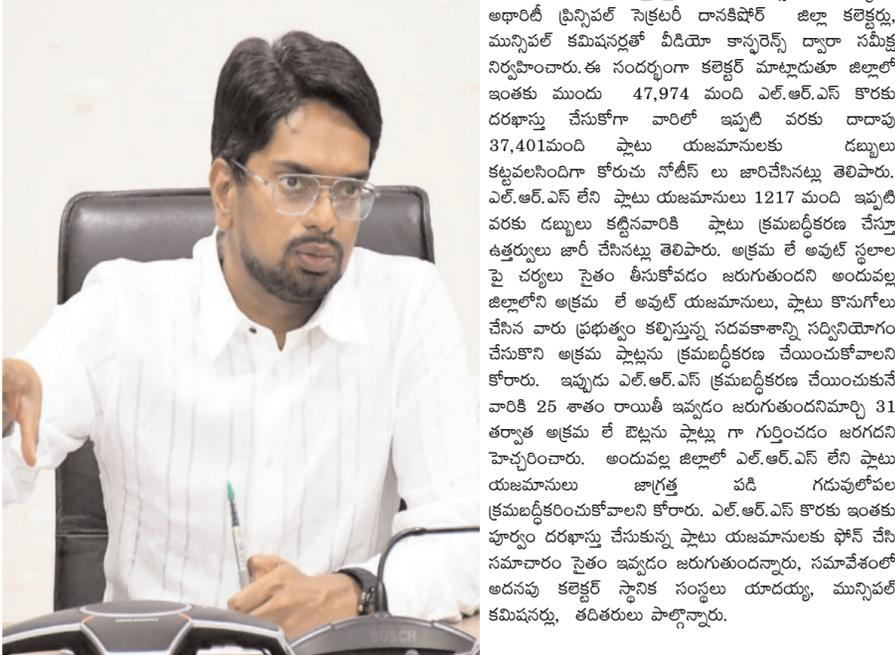 అథారిటీ ప్రిన్సిపల్ సెక్రటరీ దానకిషోర్ జిల్లా కలెక్టర్లు,
మున్సిపల్ కమిషనర్లతో వీడియో కాన్ఫరెన్స్ ద్వారా సమీక్ష
నిర్వహించారు.ఈ సందర్భంగా కలెక్టర్ మాట్లాడుతూ జిల్లాలో
ఇంతకు ముందు 47,974 మంది ఎల్.ఆర్.ఎస్ కొరకు
దరఖాస్తు చేసుకోగా వారిలో ఇప్పటి వరకు దాదాపు
37,401మంది ప్లాటు యజమానులకు డబ్బులు
కట్టవలసిందిగా కోరుచు నోటీస్ లు జారిచేసినట్లు తెలిపారు.
ఎల్.ఆర్.ఎస్ లేని ప్లాటు యజమానులు 1217 మంది ఇప్పటి
వరకు డబ్బులు కట్టినవారికి ప్లాటు క్రమబద్ధీకరణ చేస్తూ
ఉత్తర్వులు జారీ చేసినట్లు తెలిపారు. అక్రమ లే అవుట్ స్థలాల
పై చర్యలు సైతం తీసుకోవడం జరుగుతుందని అందువల్ల
జిల్లాలోని అక్రమ లే అవుట్ యజమానులు, ప్లాటు కొనుగోలు
చేసిన వారు ప్రభుత్వం కల్పిస్తున్న సదవకాశాన్ని సద్వినియోగం
చేసుకొని అక్రమ ప్లాట్లను క్రమబద్ధీకరణ చేయించుకోవాలని
కోరారు. ఇప్పుడు ఎల్.ఆర్.ఎస్ క్రమబద్ధీకరణ చేయించుకునే
వారికి 25 శాతం రాయితీ ఇవ్వడం జరుగుతుందనిమార్చి 31
తర్వాత అక్రమ లే ఔట్లను ప్లాట్లు గా గుర్తించడం జరగదని
హెచ్చరించారు. అందువల్ల జిల్లాలో ఎల్.ఆర్.ఎస్ లేని ప్లాటు
యజమానులు జాగ్రత్త పడి గడువులోపల
క్రమబద్ధీకరించుకోవాలని కోరారు. ఎల్.ఆర్.ఎస్ కొరకు ఇంతకు
పూర్వం దరఖాస్తు చేసుకున్న ప్లాటు యజమానులకు ఫోన్ చేసి
సమాచారం సైతం ఇవ్వడం జరుగుతుందన్నారు, సమావేశంలో
అదనపు కలెక్టర్ స్థానిక సంస్థలు యాదయ్య, మున్సిపల్
కమిషనర్లు, తదితరులు పాల్గొన్నారు.
BOSCH